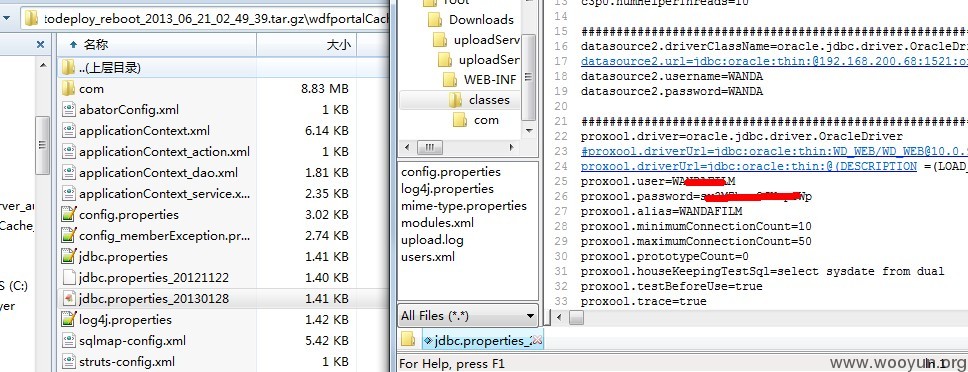 :odeploy_reboot_2013_06_21_02_49_39.tar.gz\wdfportalCach
名称 大小
..(上层目录)
com 8.83 MB
abatorConfig.xml 1 KB
applicationContext.xml 6.14 KB
applicationContext_action.xml 1 KB
applicationContext_dao.xml 1.81 KB
applicationContext_service.x... 2.35 KB
config.properties 3.02 KB
config_memberException.pr... 2.74 KB
jdbc.properties 1.41 KB
jdbc.properties_20121122 1.40 KB
jdbc.properties_20130128 1.41 KB
log4j.properties 1.42 KB
sqlmap-config.xml 5.42 KB
struts-config.xml 1 KB
er_au
Cache_
S (C:)
yer
root
Downloads
uploadServ
uploadServ
WEB-INF
classes
com
config.properties
log4j.properties
mime-type.properties
modules.xml
upload.log
users.xml
All Files (*.*)
jdbc.properties_2
For Help, press F1
13 c3p0.numHelperThreads=10
14
15 ####################
16 datasource2.driverClassName=oracle.jdbc.driver.OracleDri
17 datasource2.url=jdbc:oracle:thin:@192.168.200.68:1521:o
18 datasource2.username=WANDA
19 datasource2.password=WANDA
20
21 ####################
22 proxool.driver=oracle.jdbc.driver.OracleDriver
23 #proxool.driverUrl=jdbc:oracle:thin:WD_WEB/WD_WEB@10.0.
24 proxool.driverUrl=jdbc:oracle:thin:@(DESCRIPTION =(LOAD_
25 proxool.user=
26 proxool.password=
27 proxool.alias=WANDAFILM
28 proxool.minimumConnectionCount=10
29 proxool.maximumConnectionCount=50
30 proxool.prototypeCount=0
31 proxool.houseKeepingTestSql=select sysdate from dual
32 proxool.testBeforeUse=true
33 proxool.trace=true
www.wooyun.org